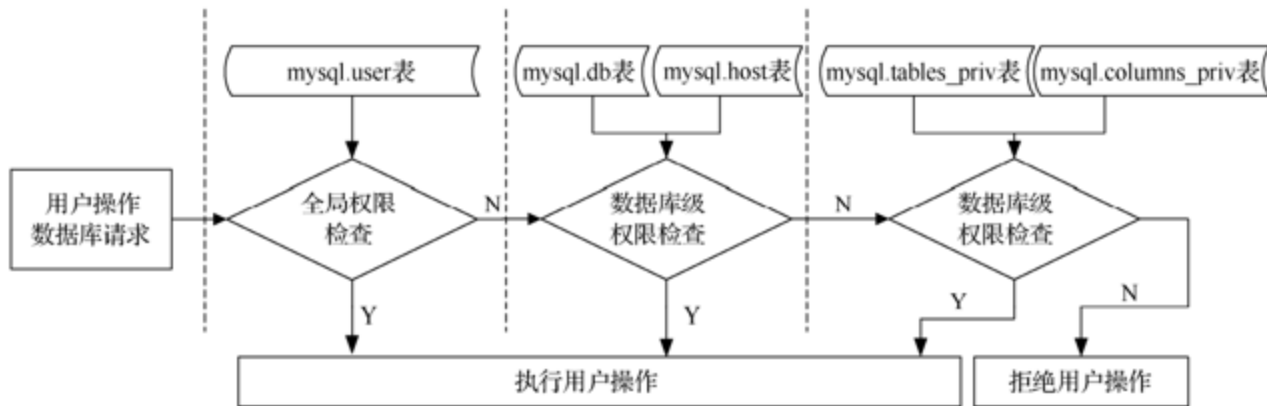 mysql.user表
mysql.db表
mysql.host表
mysql.tables_priv表
mysql.columns_priv表
用户操作
数据库请求
全局权限
检查
N
数据库级
权限检查
N
数据库级
权限检查
Y
Y
Y
N
执行用户操作
拒绝用户操作